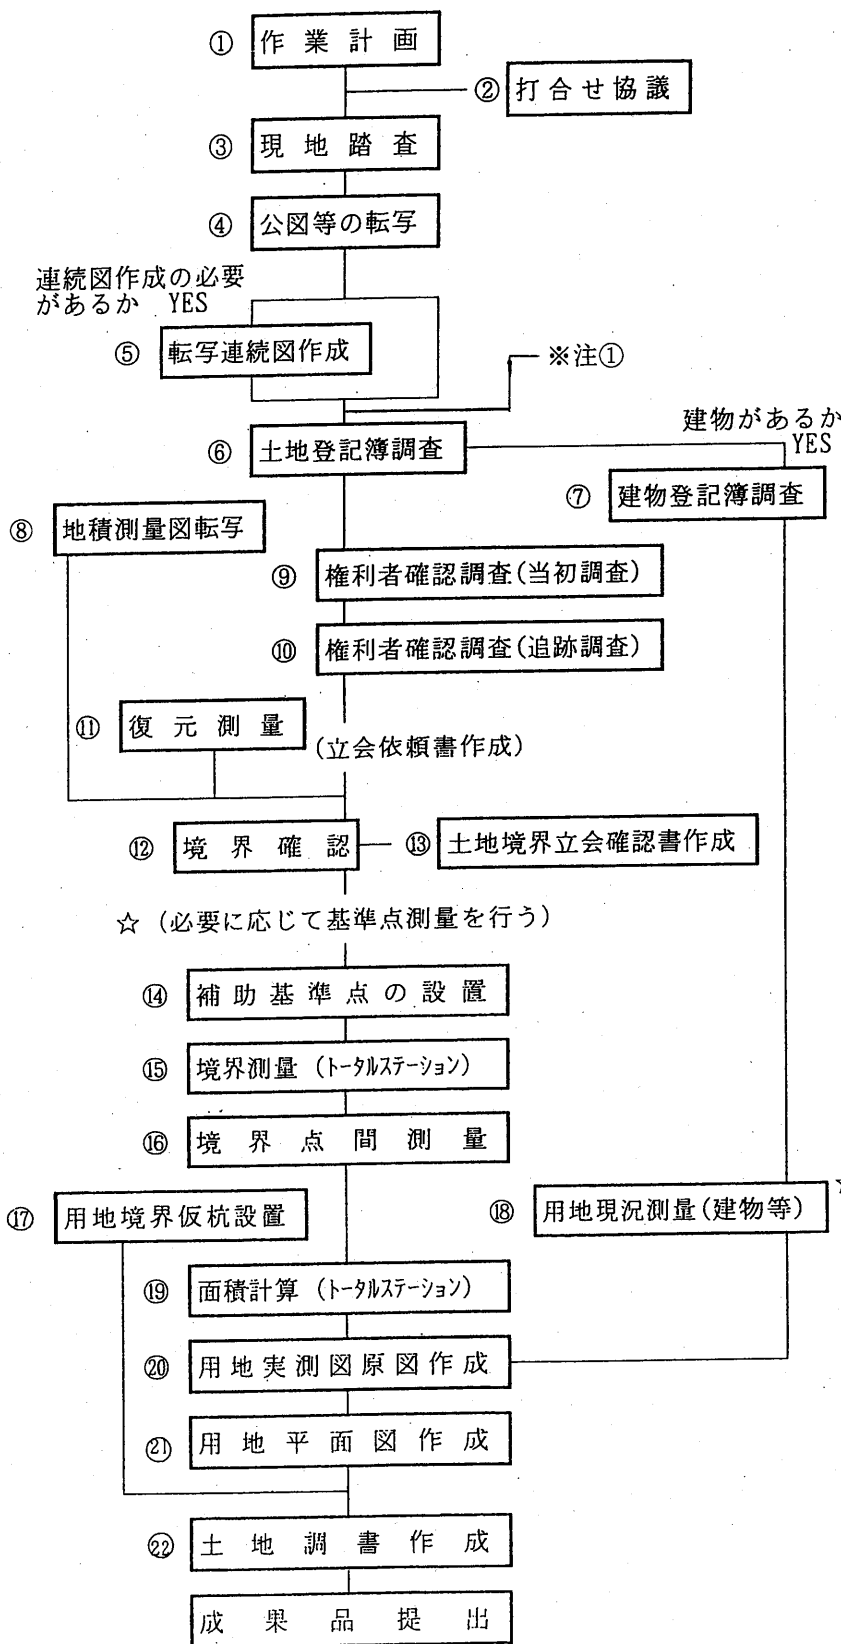 ① 作業計画
② 打合せ協議
③ 現地踏査
④ 公図等の転写
連続図作成の必要
があるか YES
⑤ 転写連続図作成
※注①
建物があるか
YES
⑥ 土地登記簿調査
⑦ 建物登記簿調査
⑧ 地積測量図転写
⑨ 権利者確認調査(当初調査)
⑩ 権利者確認調査(追跡調査)
⑪ 復元測量
(立会依頼書作成)
⑫ 境界確認
⑬ 土地境界立会確認書作成
☆ (必要に応じて基準点測量を行う)
⑭ 補助基準点の設置
⑮ 境界測量 (トータルステーション)
⑯ 境界点間測量
⑰ 用地境界仮杭設置
⑱ 用地現況測量(建物等)
⑲ 面積計算 (トータルステーション)
⑳ 用地実測図原図作成
㉑ 用地平面図作成
㉒ 土地調書作成
成果品提出